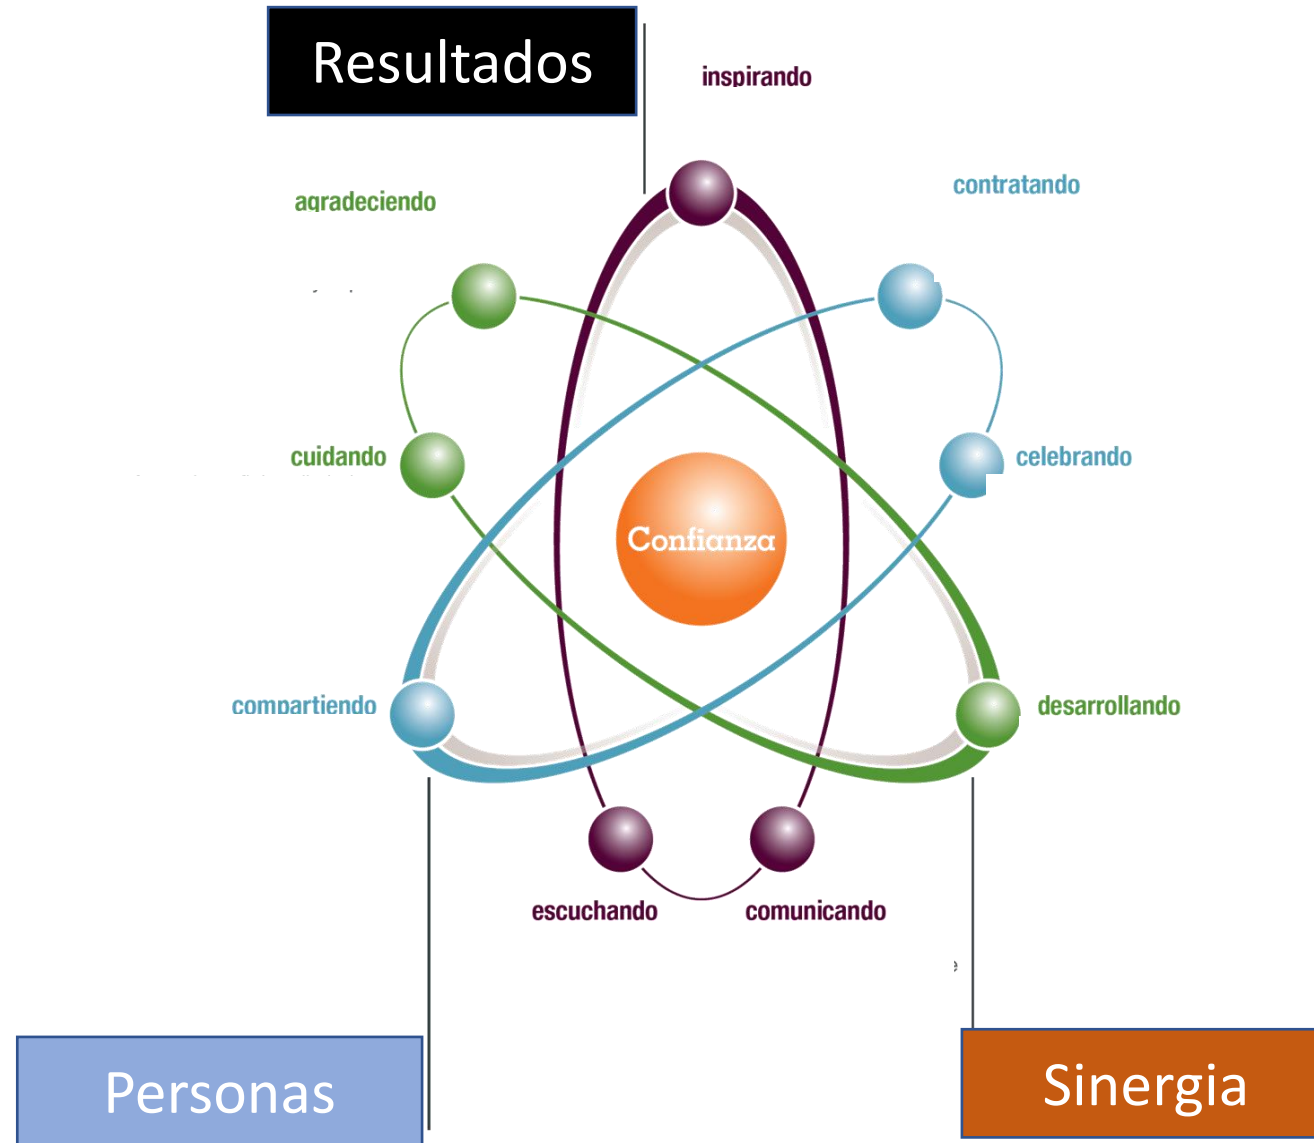 Resultados
inspirando
contratando
agradeciendo
cuidando
celebrando
Confianza
compartiendo
desarrollando
escuchando
comunicando
Personas
Sinergia